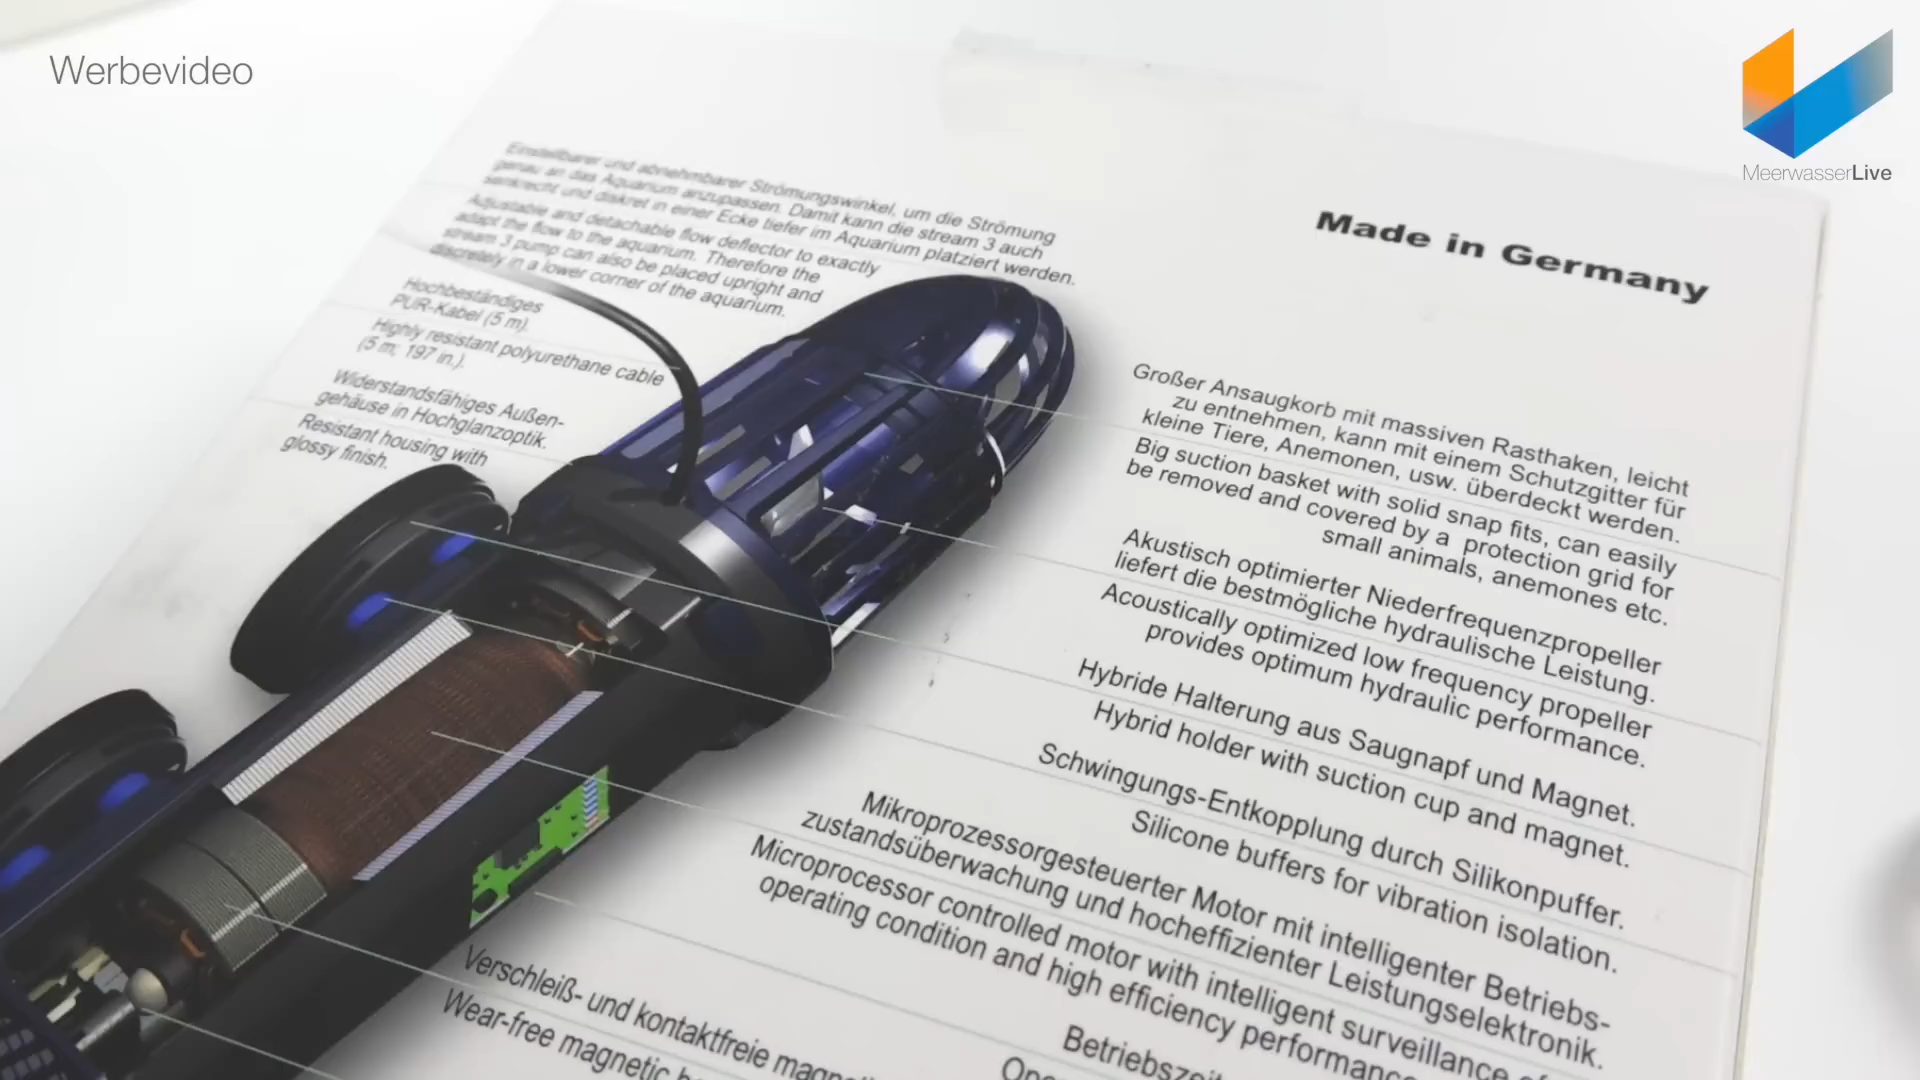 Werbevideo
MeerwasserLive
Made in Germany
Einstellbarer und abnehmbarer Strömungswinkel, um die Strömung
genau an das Aquarium anzupassen. Damit kann die stream 3 auch
senkrecht und diskret in einer Ecke tiefer im Aquarium platziert werden.
Adjustable and detachable flow deflector to exactly
adapt the flow to the aquarium. Therefore the
stream 3 pump can also be placed upright and
discretely in a lower corner of the aquarium.
Hochbeständiges
PUR-Kabel (5 m).
Highly resistant polyurethane cable
(5 m; 197 in.).
Widerstandsfähiges Außen-
gehäuse in Hochglanzoptik.
Resistant housing with
glossy finish.
Großer Ansaugkorb mit massiven Rasthaken, leicht
zu entnehmen, kann mit einem Schutzgitter für
kleine Tiere, Anemonen, usw. überdeckt werden.
Big suction basket with solid snap fits, can easily
be removed and covered by a protection grid for
small animals, anemones etc.
Akustisch optimierter Niederfrequenzpropeller
liefert die bestmögliche hydraulische Leistung.
Acoustically optimized low frequency propeller
provides optimum hydraulic performance.
Hybride Halterung aus Saugnapf und Magnet.
Hybrid holder with suction cup and magnet.
Schwingungs-Entkopplung durch Silikonpuffer.
Silicone buffers for vibration isolation.
Mikroprozessorgesteuerter Motor mit intelligenter Betriebs-
zustandsüberwachung und hocheffizienter Leistungselektronik.
Microprocessor controlled motor with intelligent surveillance of
operating condition and high efficiency performanc
Verschleiß- und kontaktfreie magn
Wear-free magnetic
Betriebszei